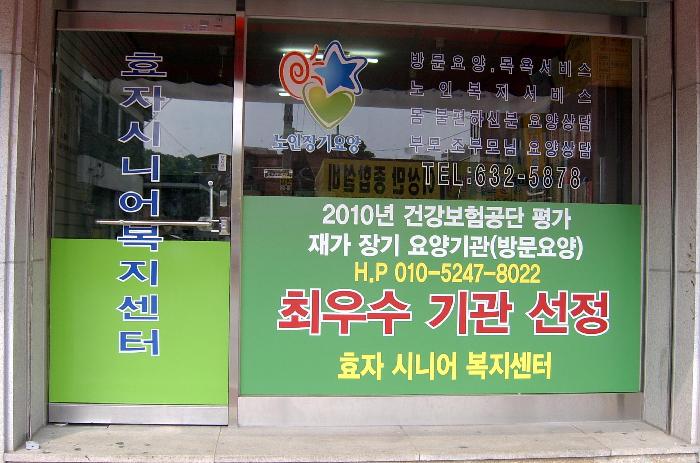 효자시니어복지센터
노인장기요양
방문요양.목욕서비스
노인복지서비스
몸 불편하신분 요양상담
부모.조부모님 요양상담
TEL:632-5878
2010년 건강보험공단 평가
재가 장기 요양기관(방문요양)
H.P 010-5247-8022
최우수 기관 선정
효자 시니어 복지센터